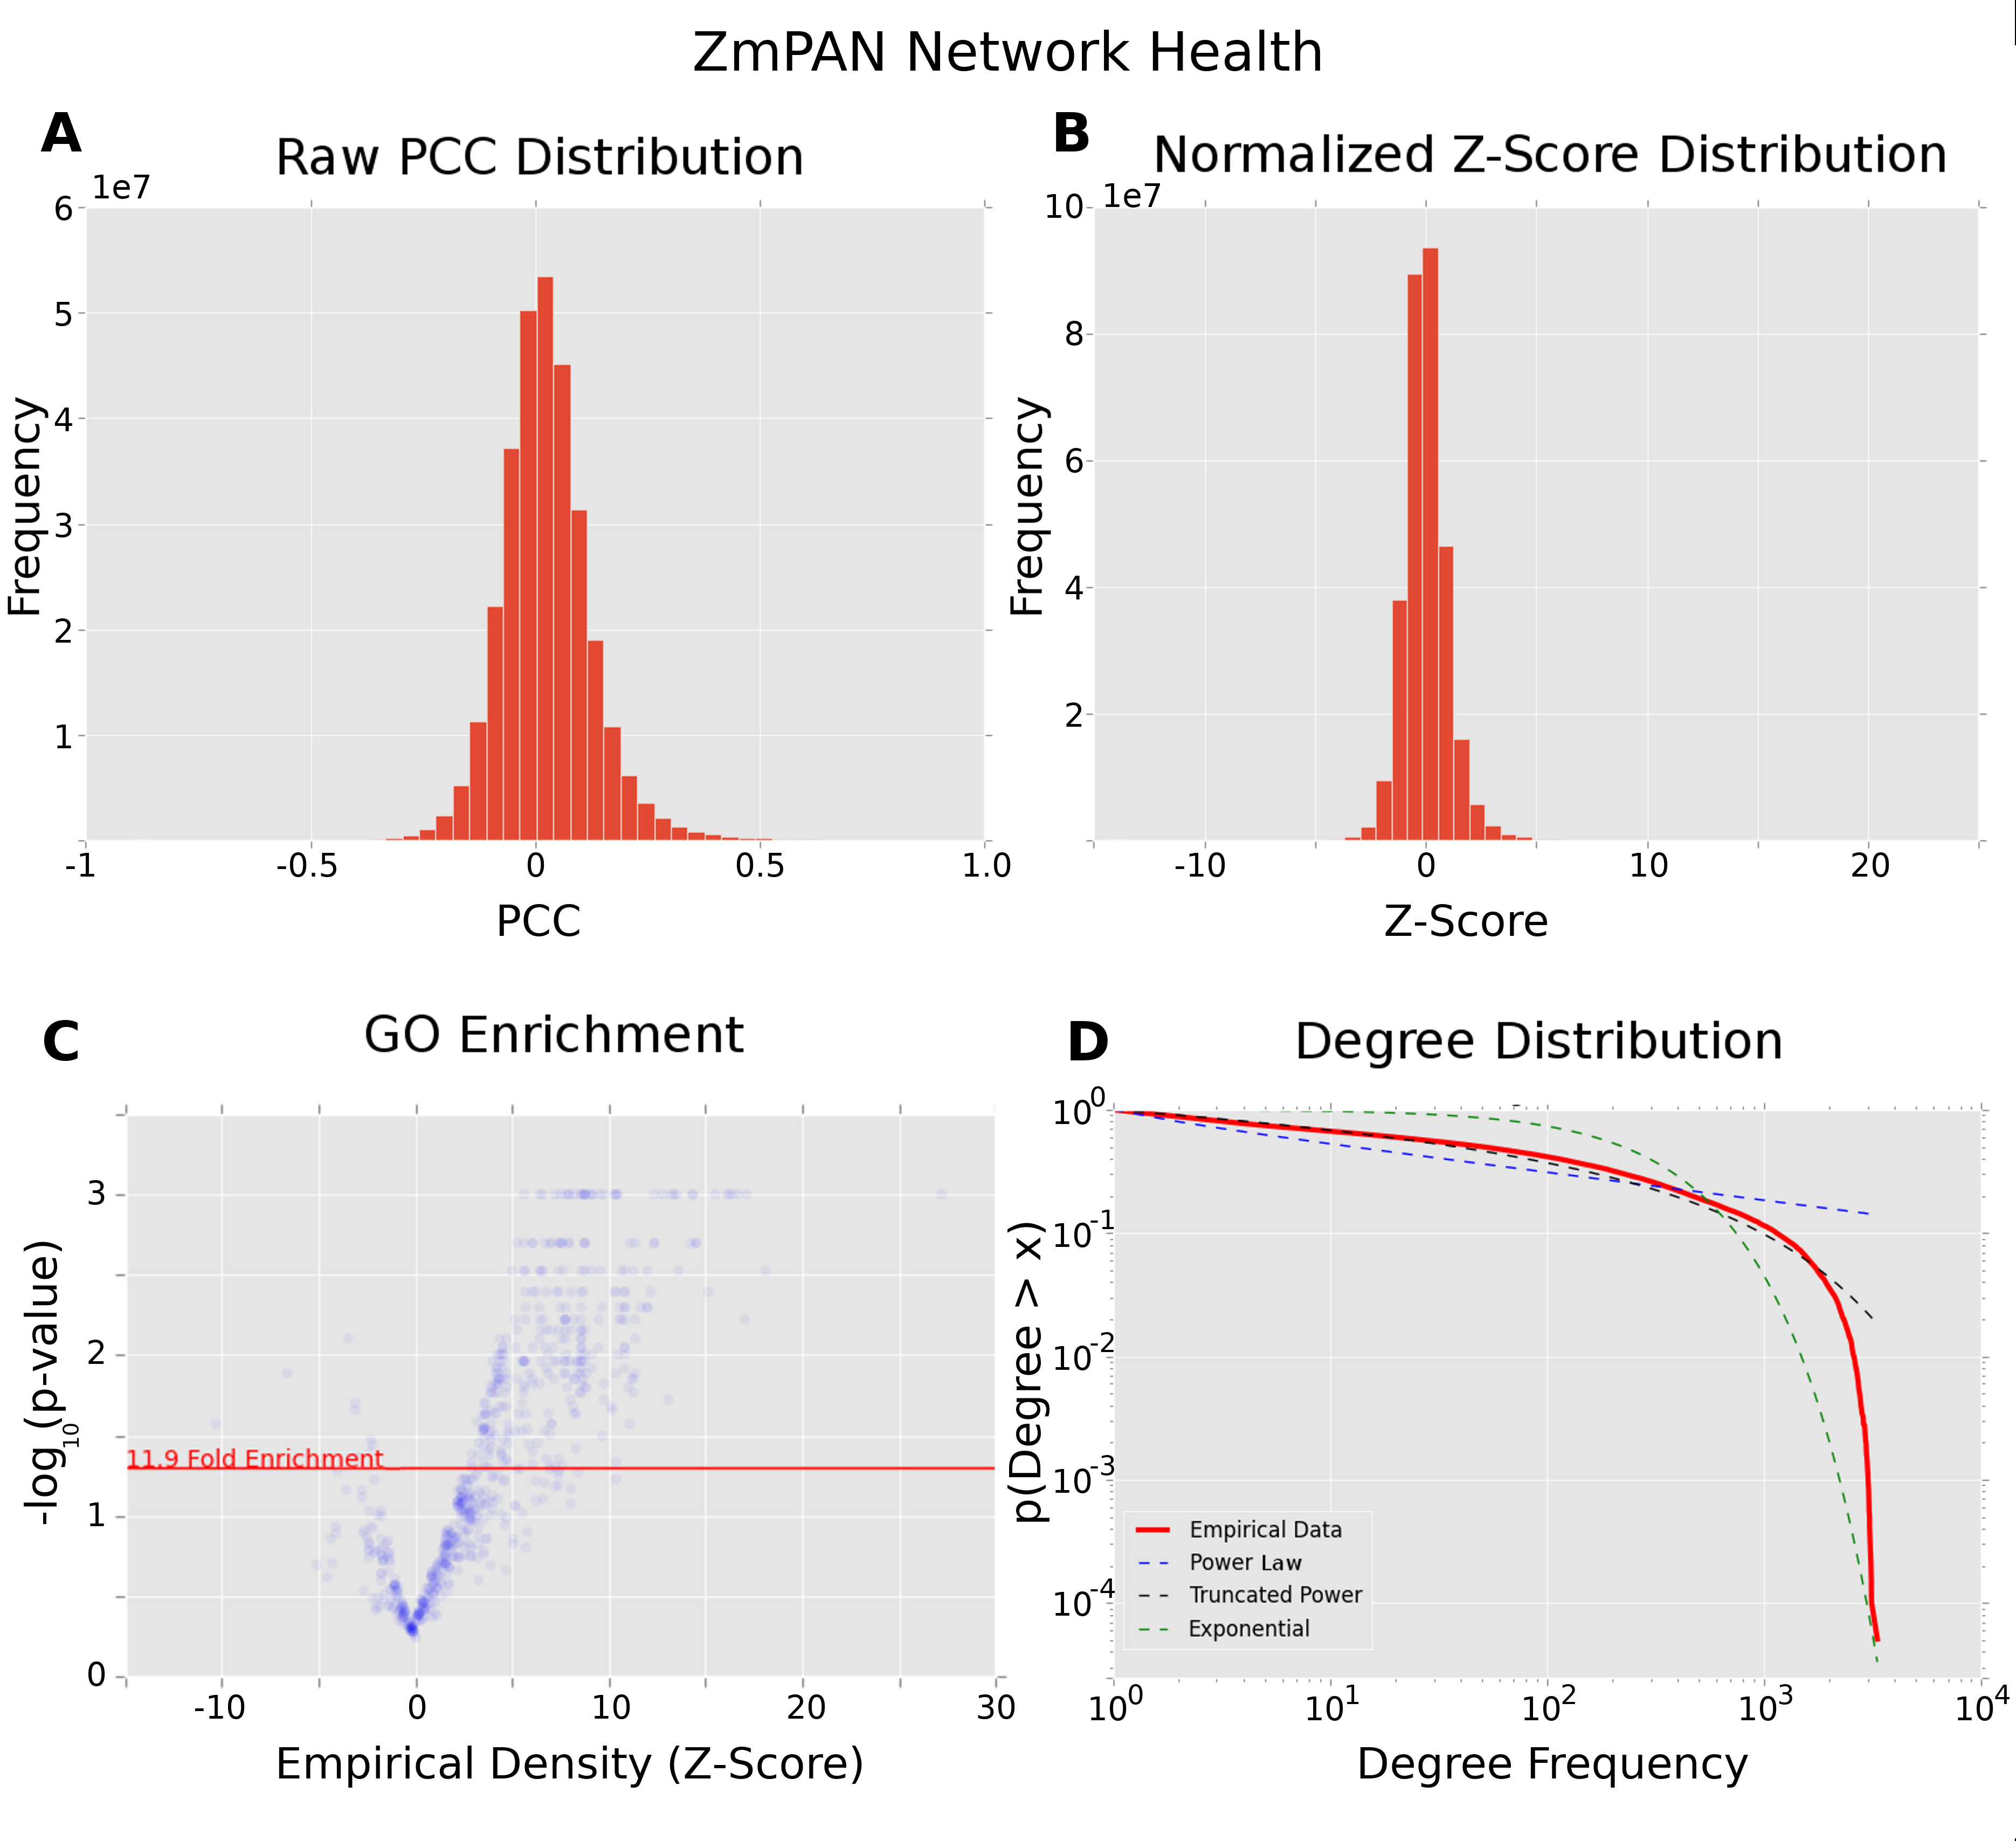 ZmPAN Network Health
A
Raw PCC Distribution
1e7
6
5
4
3
2
1
Frequency
-1 -0.5 0 0.5 1.0
PCC
B
Normalized Z-Score Distribution
1e7
10
8
6
4
2
Frequency
-10 0 10 20
Z-Score
C
GO Enrichment
3
2
1
0
-log10(p-value)
11.9 Fold Enrichment
-10 0 10 20 30
Empirical Density (Z-Score)
D
Degree Distribution
10^0
10^-1
10^-2
10^-3
10^-4
p(Degree > x)
Empirical Data
Power Law
Truncated Power
Exponential
10^0 10^1 10^2 10^3 10^4
Degree Frequency